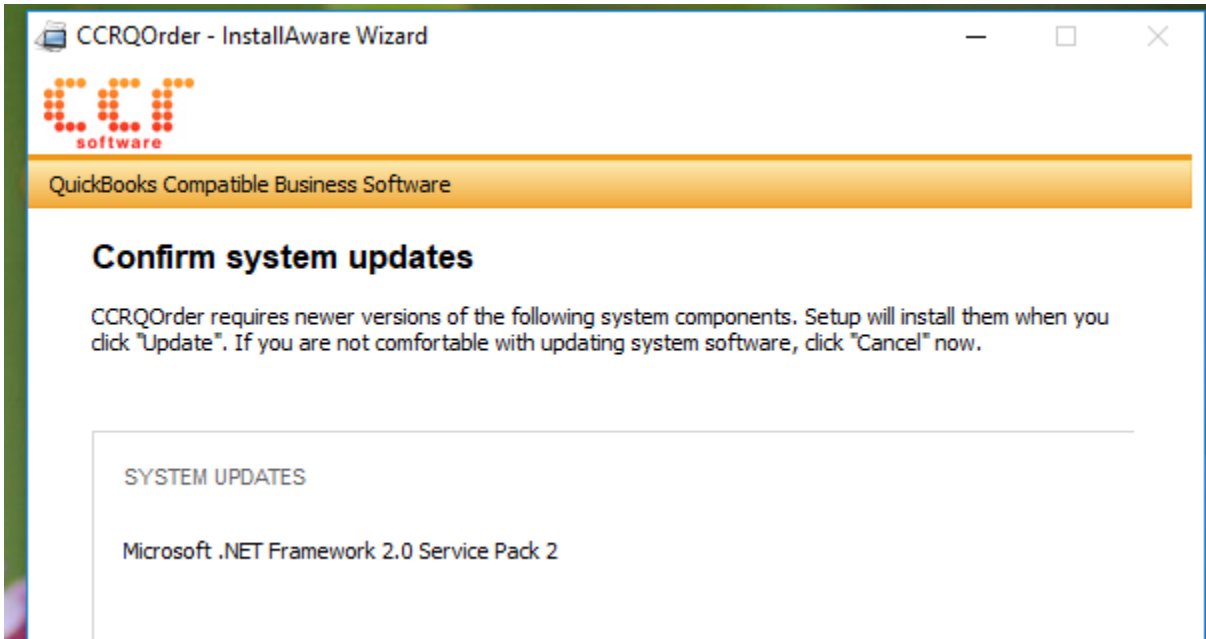 CCRQOrder - InstallAware Wizard
ccr
software
QuickBooks Compatible Business Software
Confirm system updates
CCRQOrder requires newer versions of the following system components. Setup will install them when you
click "Update". If you are not comfortable with updating system software, click "Cancel" now.
SYSTEM UPDATES
Microsoft .NET Framework 2.0 Service Pack 2